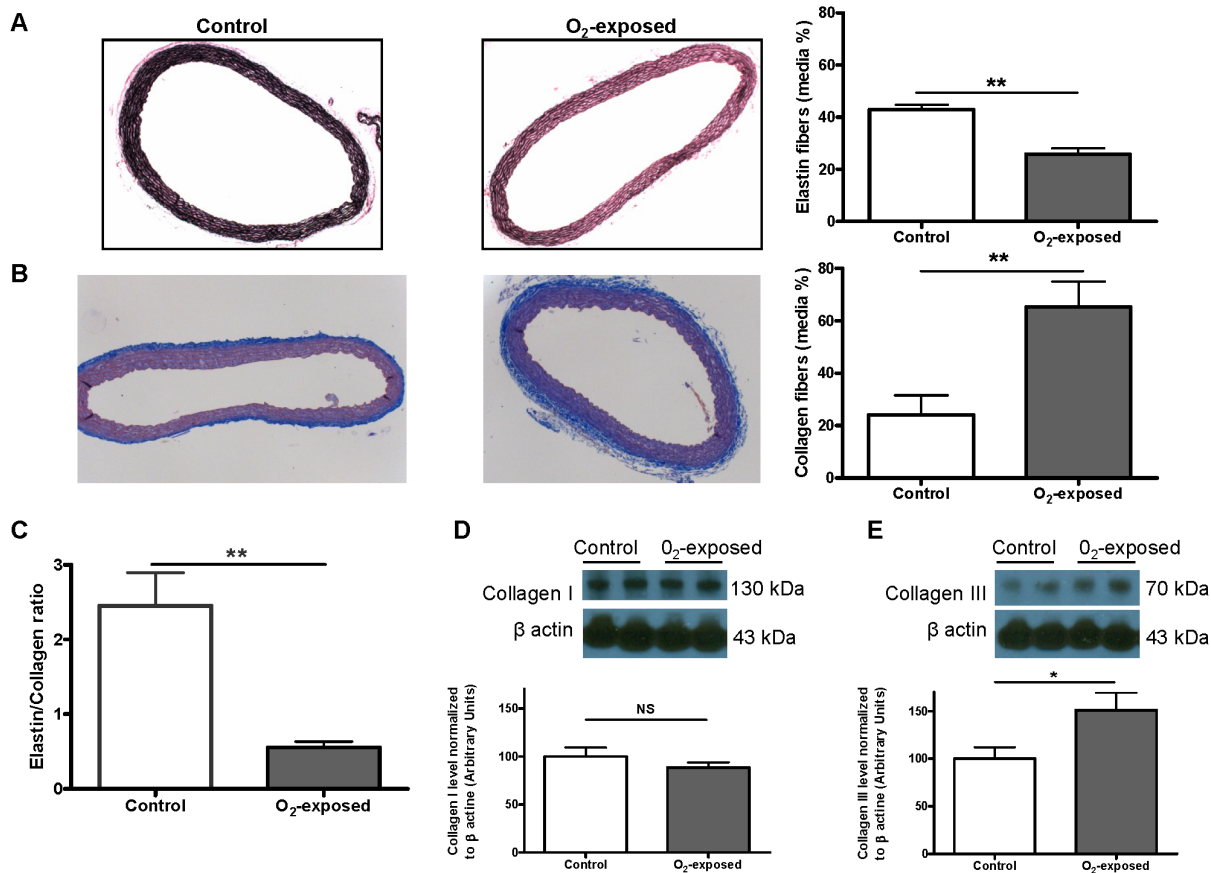 A
Control
O₂-exposed
Elastin fibers (media %)
80
60
40
20
0
**
Control
O₂-exposed
B
Collagen fibers (media %)
80
60
40
20
0
**
Control
O₂-exposed
C
Elastin/Collagen ratio
3
2
1
0
**
Control
O₂-exposed
D
Control 0₂-exposed
Collagen I 130 kDa
β actin 43 kDa
Collagen I level normalized
to β actine (Arbitrary Units)
150
100
50
0
NS
Control
O₂-exposed
E
Control 0₂-exposed
Collagen III 70 kDa
β actin 43 kDa
Collagen III level normalized
to β actine (Arbitrary Units)
150
100
50
0
*
Control
O₂-exposed